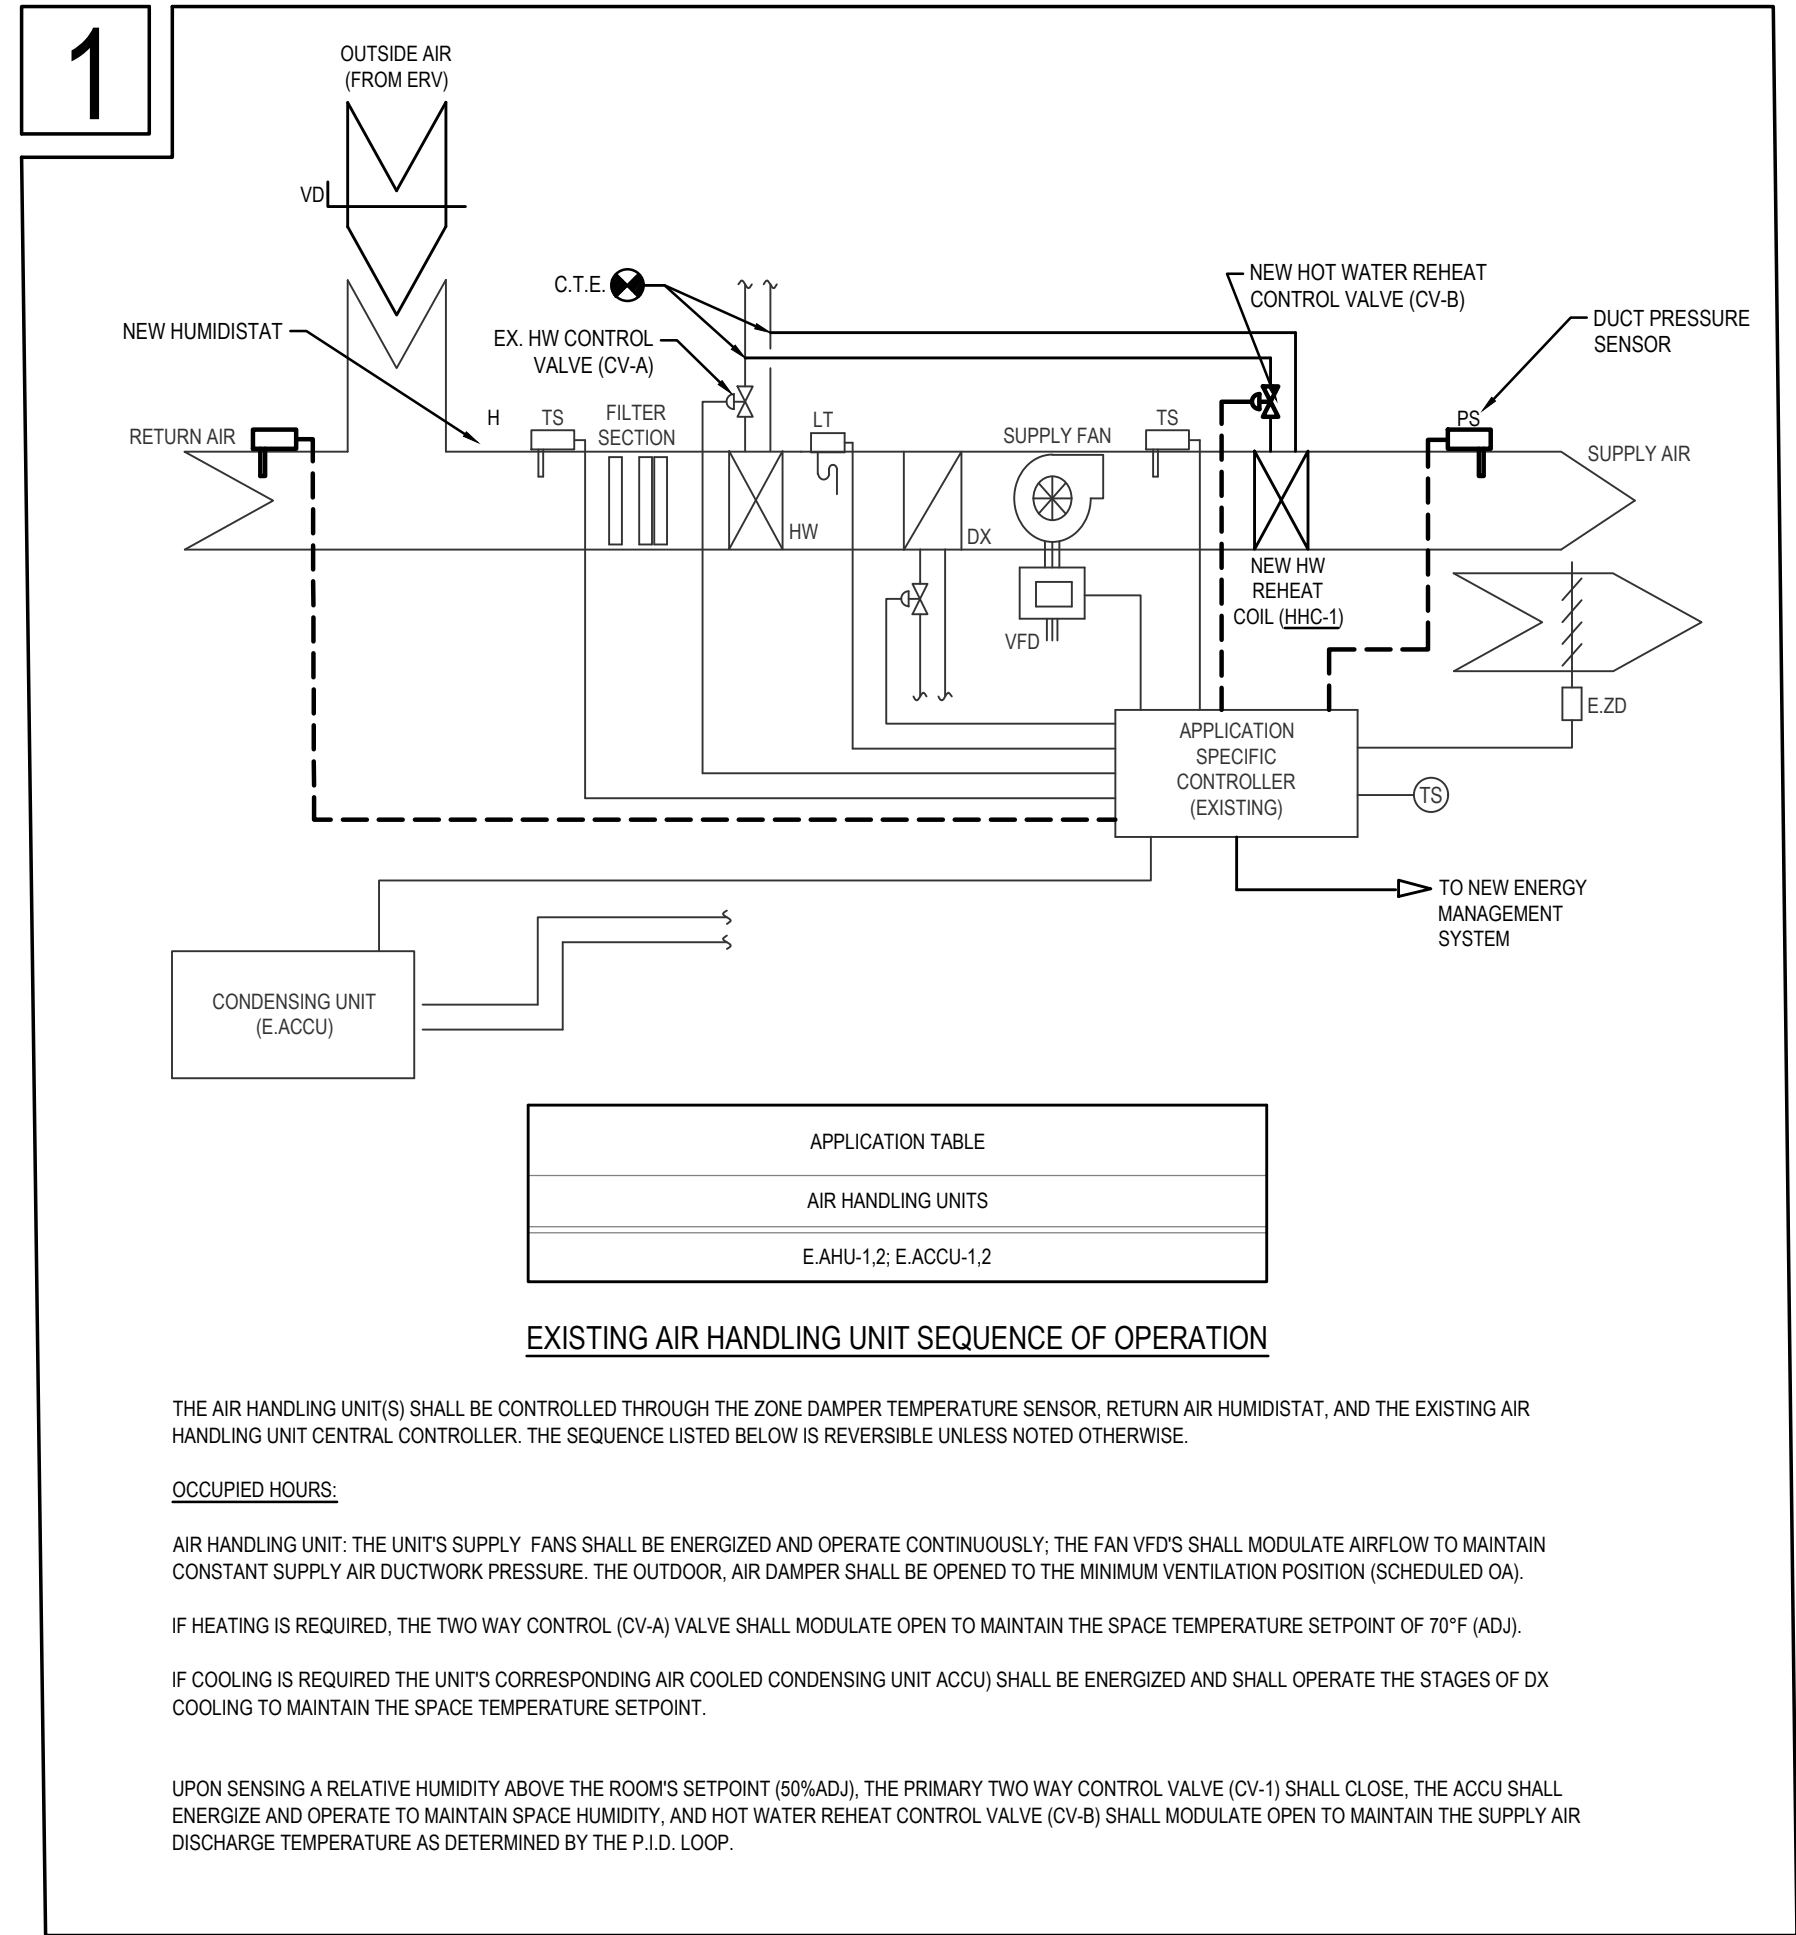 1
OUTSIDE AIR
(FROM ERV)
VD
C.T.E.
NEW HOT WATER REHEAT
CONTROL VALVE (CV-B)
DUCT PRESSURE
SENSOR
NEW HUMIDISTAT
EX. HW CONTROL
VALVE (CV-A)
H
TS
FILTER
SECTION
LT
SUPPLY FAN
TS
PS
RETURN AIR
SUPPLY AIR
HW
DX
NEW HW
REHEAT
COIL (HHC-1)
VFD
E.ZD
APPLICATION
SPECIFIC
CONTROLLER
(EXISTING)
TS
TO NEW ENERGY
MANAGEMENT
SYSTEM
CONDENSING UNIT
(E.ACCU)
APPLICATION TABLE
AIR HANDLING UNITS
E.AHU-1,2; E.ACCU-1,2
EXISTING AIR HANDLING UNIT SEQUENCE OF OPERATION
THE AIR HANDLING UNIT(S) SHALL BE CONTROLLED THROUGH THE ZONE DAMPER TEMPERATURE SENSOR, RETURN AIR HUMIDISTAT, AND THE EXISTING AIR
HANDLING UNIT CENTRAL CONTROLLER. THE SEQUENCE LISTED BELOW IS REVERSIBLE UNLESS NOTED OTHERWISE.
OCCUPIED HOURS:
AIR HANDLING UNIT: THE UNIT'S SUPPLY FANS SHALL BE ENERGIZED AND OPERATE CONTINUOUSLY; THE FAN VFD'S SHALL MODULATE AIRFLOW TO MAINTAIN
CONSTANT SUPPLY AIR DUCTWORK PRESSURE. THE OUTDOOR, AIR DAMPER SHALL BE OPENED TO THE MINIMUM VENTILATION POSITION (SCHEDULED OA).
IF HEATING IS REQUIRED, THE TWO WAY CONTROL (CV-A) VALVE SHALL MODULATE OPEN TO MAINTAIN THE SPACE TEMPERATURE SETPOINT OF 70°F (ADJ).
IF COOLING IS REQUIRED THE UNIT'S CORRESPONDING AIR COOLED CONDENSING UNIT ACCU) SHALL BE ENERGIZED AND SHALL OPERATE THE STAGES OF DX
COOLING TO MAINTAIN THE SPACE TEMPERATURE SETPOINT.
UPON SENSING A RELATIVE HUMIDITY ABOVE THE ROOM'S SETPOINT (50%ADJ), THE PRIMARY TWO WAY CONTROL VALVE (CV-1) SHALL CLOSE, THE ACCU SHALL
ENERGIZE AND OPERATE TO MAINTAIN SPACE HUMIDITY, AND HOT WATER REHEAT CONTROL VALVE (CV-B) SHALL MODULATE OPEN TO MAINTAIN THE SUPPLY AIR
DISCHARGE TEMPERATURE AS DETERMINED BY THE P.I.D. LOOP.